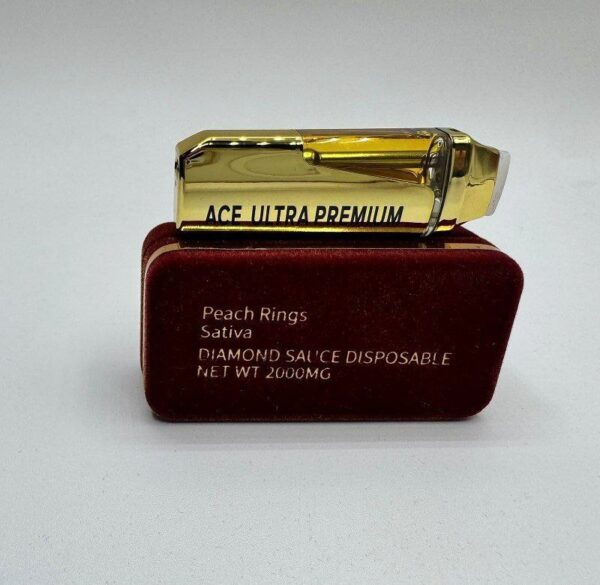 ACE ULTRA PREMIUM
Peach Rings
Sativa
DIAMOND SAUCE DISPOSABLE
NET WT 2000MG